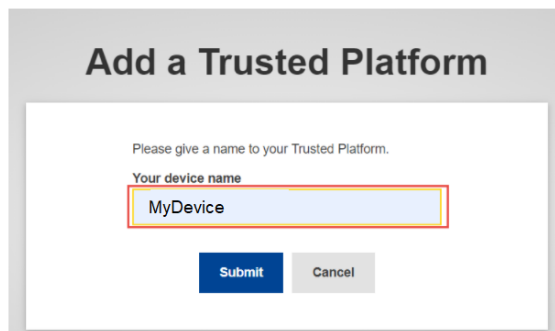 Add a Trusted Platform
Please give a name to your Trusted Platform.
Your device name
MyDevice
Submit
Cancel